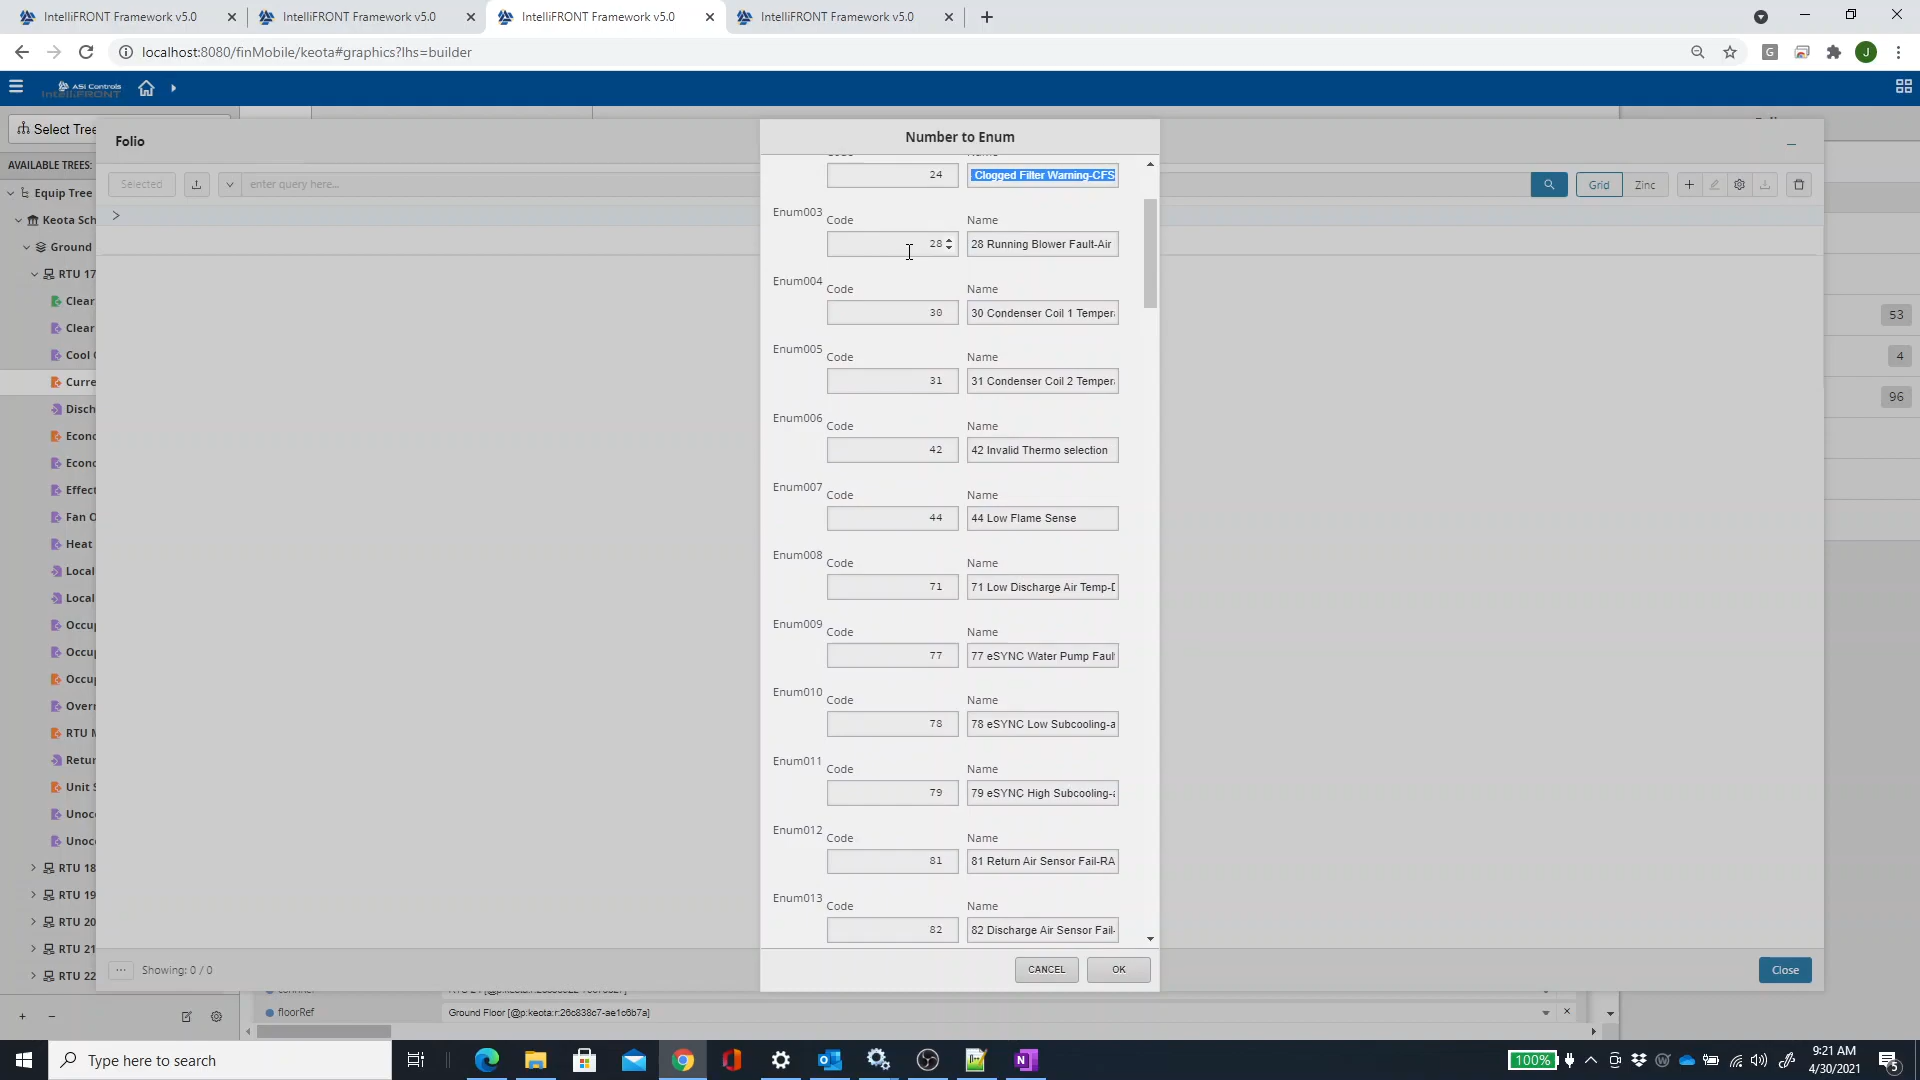 IntelliFRONT Framework v5.0
IntelliFRONT Framework v5.0
IntelliFRONT Framework v5.0
IntelliFRONT Framework v5.0
localhost:8080/finMobile/keota#graphics?lhs=builder
G
J
ASI Controls
IntelliFRONT
Select Tree
AVAILABLE TREES:
Equip Tree
Keota Sch
Ground
RTU 17
Clear
Clear
Cool
Curre
Disch
Econo
Econo
Effect
Fan O
Heat
Local
Local
Occup
Occup
Occup
Overr
RTU M
Retur
Unit S
Unoc
Unoc
RTU 18
RTU 19
RTU 20
RTU 21
RTU 22
Folio
Selected
enter query here...
Grid
Zinc
>
53
4
96
Number to Enum
24
Clogged Filter Warning-CFS
Enum003
Code
Name
28
28 Running Blower Fault-Air
Enum004
Code
Name
30
30 Condenser Coil 1 Temper
Enum005
Code
Name
31
31 Condenser Coil 2 Temper
Enum006
Code
Name
42
42 Invalid Thermo selection
Enum007
Code
Name
44
44 Low Flame Sense
Enum008
Code
Name
71
71 Low Discharge Air Temp-D
Enum009
Code
Name
77
77 eSYNC Water Pump Faul
Enum010
Code
Name
78
78 eSYNC Low Subcooling-a
Enum011
Code
Name
79
79 eSYNC High Subcooling-a
Enum012
Code
Name
81
81 Return Air Sensor Fail-RA
Enum013
Code
Name
82
82 Discharge Air Sensor Fail-
CANCEL
OK
Showing: 0 / 0
Close
floorRef
Ground Floor [@p:keota:r:26c838c7-ae1c6b7a]
Type here to search
100%
9:21 AM
4/30/2021
5